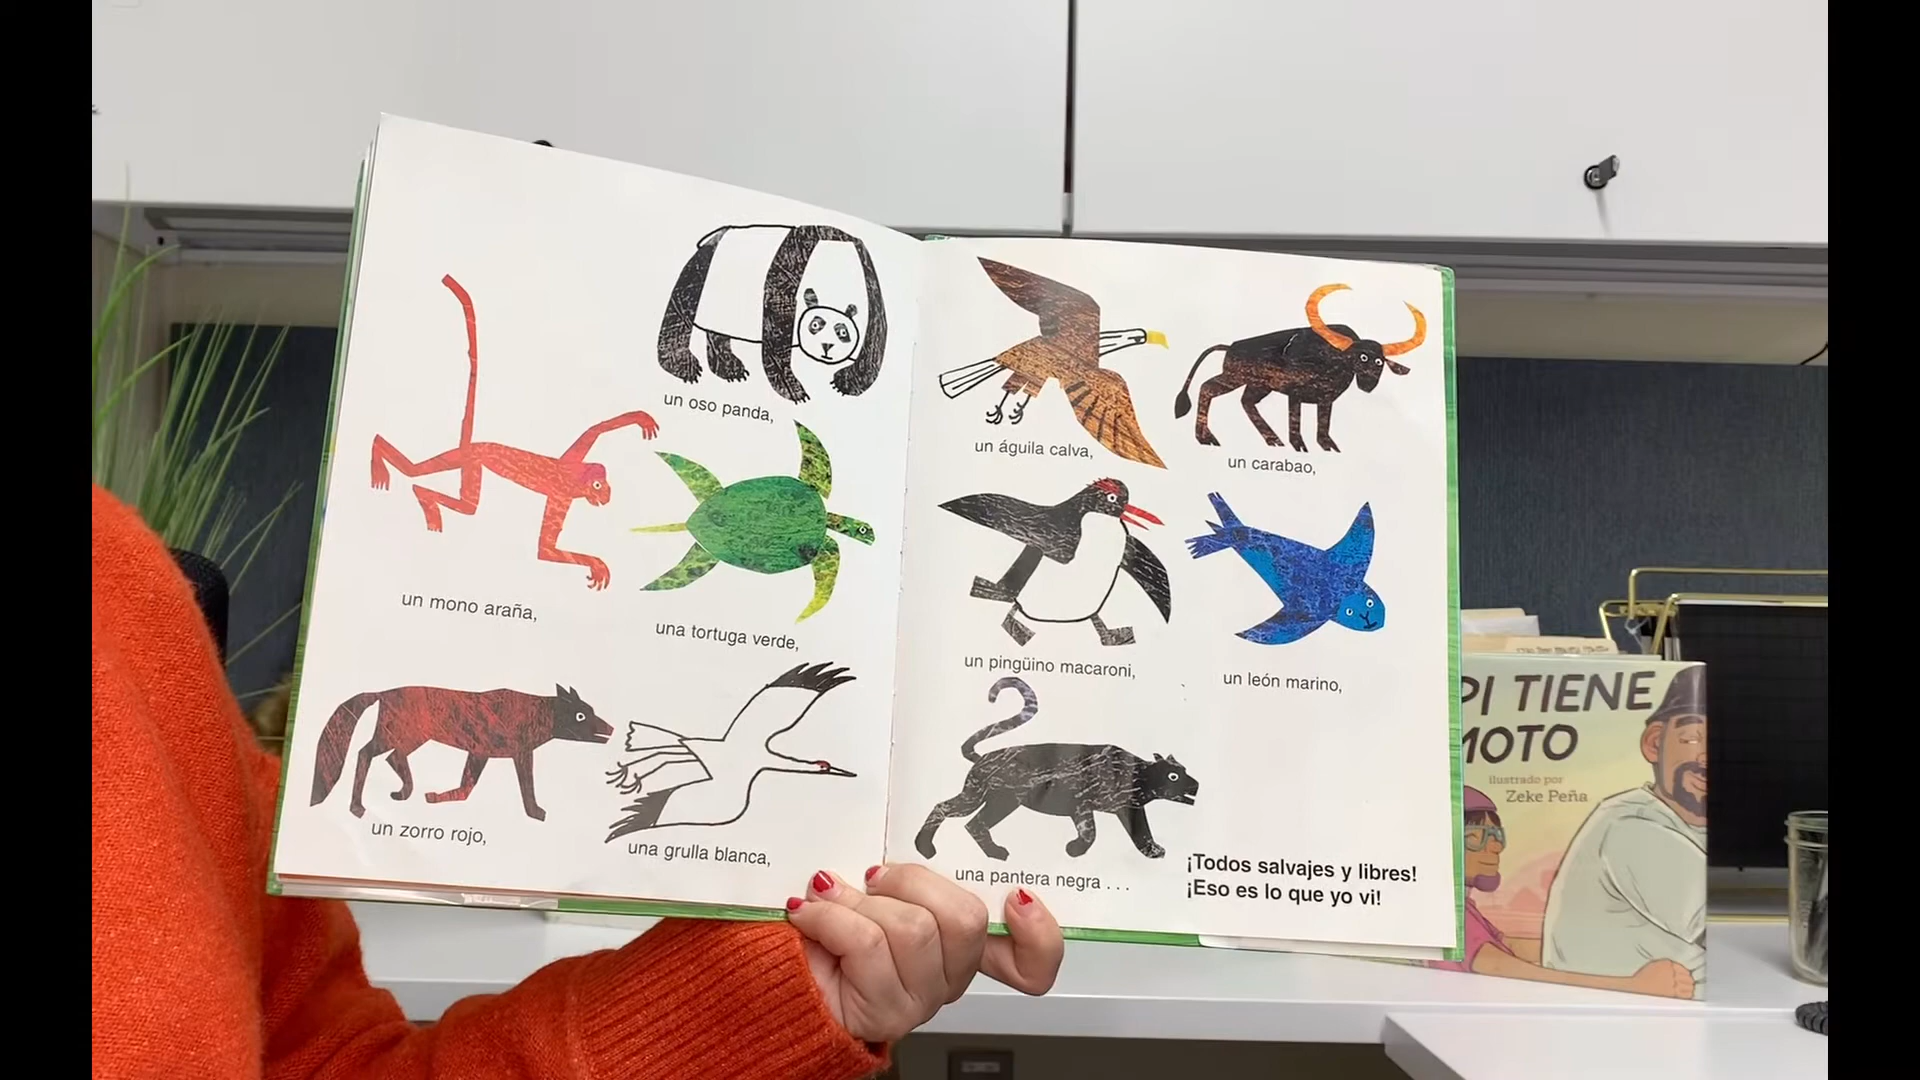 un oso panda,
un mono araña,
una tortuga verde,
un zorro rojo,
una grulla blanca,
un águila calva,
un carabao,
un pingüino macaroni,
un león marino,
una pantera negra . . .
¡Todos salvajes y libres!
¡Eso es lo que yo vi!
PI TIENE
MOTO
ilustrado por
Zeke Peña